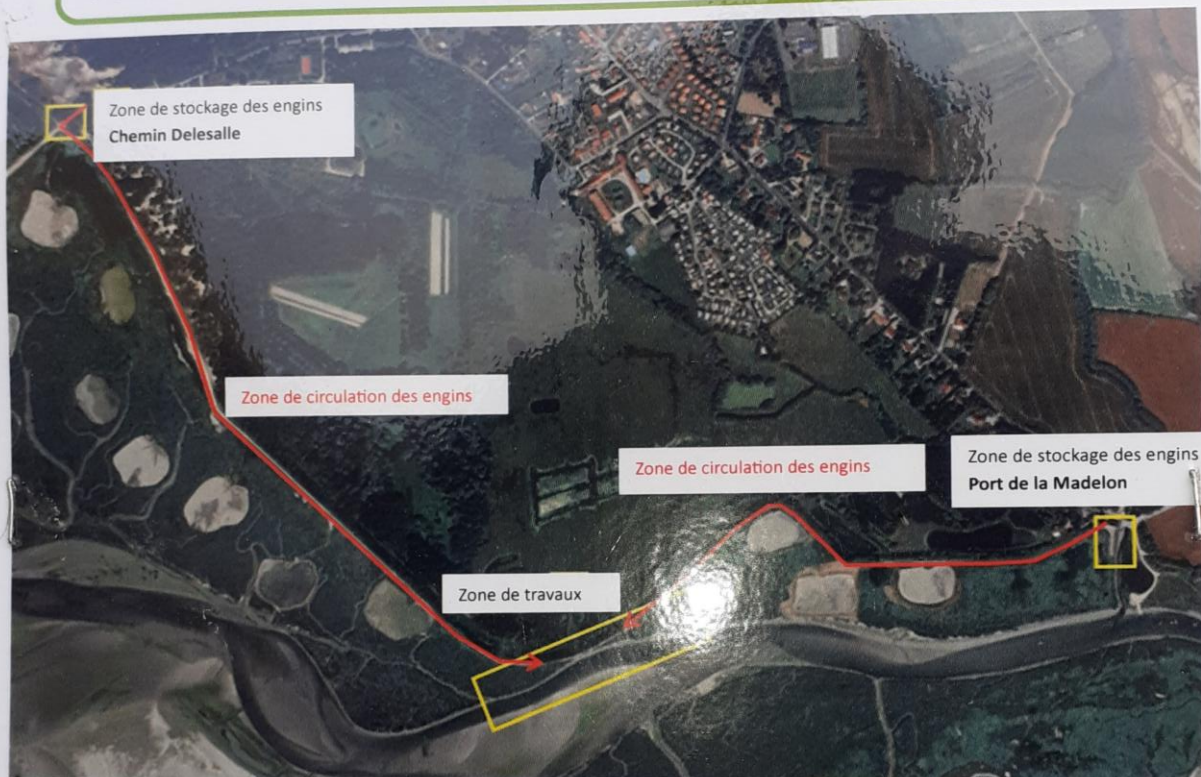 Zone de stockage des engins
Chemin Delesalle
Zone de circulation des engins
Zone de circulation des engins
Zone de stockage des engins
Port de la Madelon
Zone de travaux